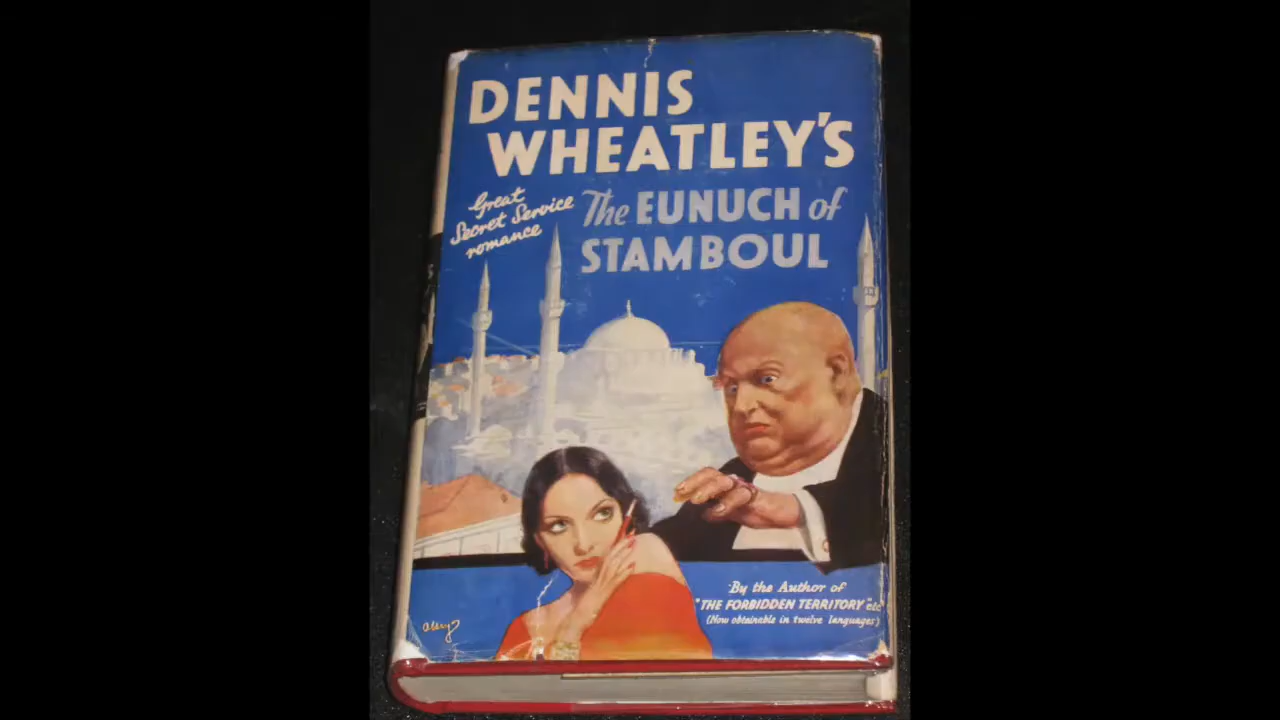 DENNIS
WHEATLEY'S
Great
Secret Service
romance
The EUNUCH of
STAMBOUL
By the Author of
"THE FORBIDDEN TERRITORY" etc
(Now obtainable in twelve languages)